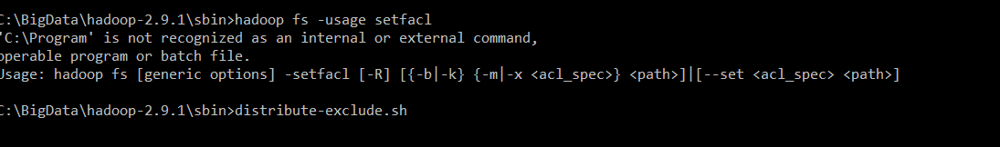 C:\BigData\hadoop-2.9.1\sbin>hadoop fs -usage setfacl
'C:\Program' is not recognized as an internal or external command,
operable program or batch file.
Usage: hadoop fs [generic options] -setfacl [-R] [{-b|-k} {-m|-x <acl_spec>} <path>]|[--set <acl_spec> <path>]
C:\BigData\hadoop-2.9.1\sbin>distribute-exclude.sh